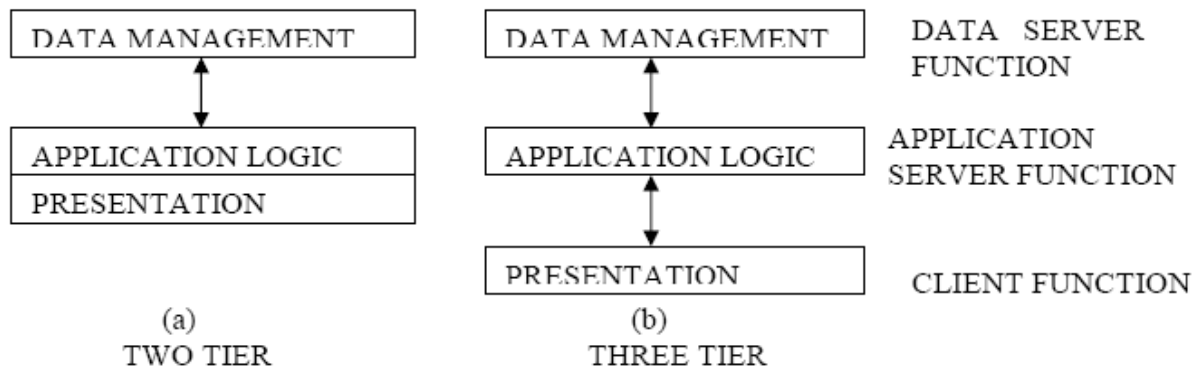 DATA MANAGEMENT
APPLICATION LOGIC
PRESENTATION
(a)
TWO TIER
DATA MANAGEMENT
APPLICATION LOGIC
PRESENTATION
(b)
THREE TIER
DATA SERVER
FUNCTION
APPLICATION
SERVER FUNCTION
CLIENT FUNCTION